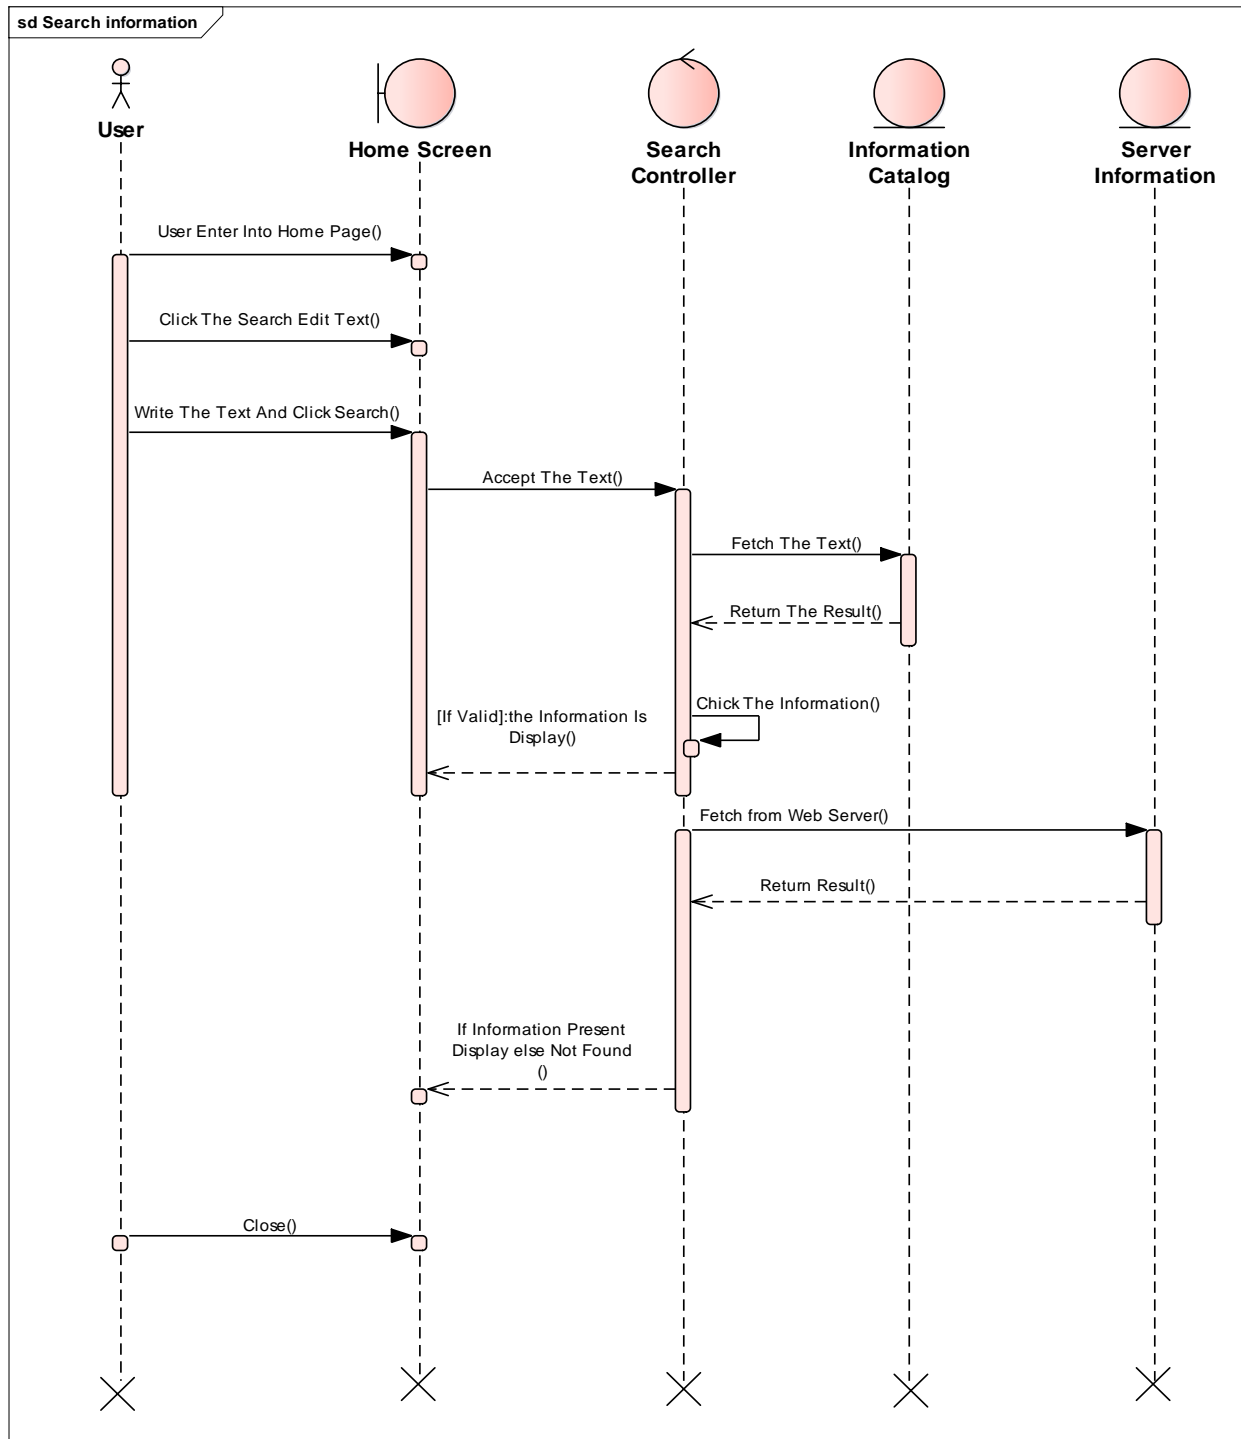 sd Search information
User
Home Screen
Search
Controller
Information
Catalog
Server
Information
User Enter Into Home Page()
Click The Search Edit Text()
Write The Text And Click Search()
Accept The Text()
Fetch The Text()
Return The Result()
Chick The Information()
[If Valid]:the Information Is
Display()
Fetch from Web Server()
Return Result()
If Information Present
Display else Not Found
()
Close()